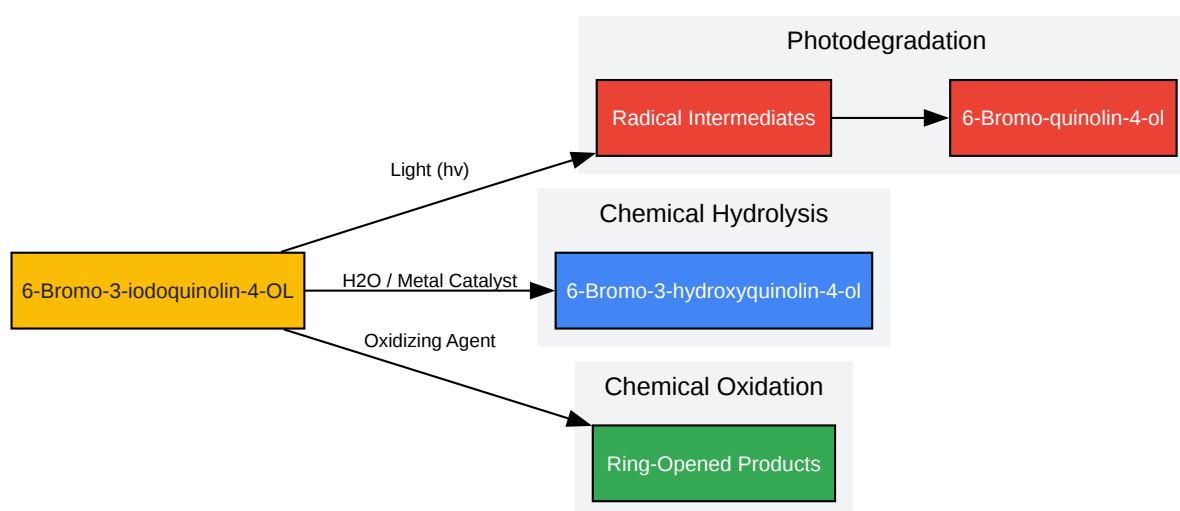 Photodegradation
Radical Intermediates
6-Bromo-quinolin-4-ol
Light (hv)
Chemical Hydrolysis
6-Bromo-3-iodoquinolin-4-OL
H2O / Metal Catalyst
6-Bromo-3-hydroxyquinolin-4-ol
Oxidizing Agent
Chemical Oxidation
Ring-Opened Products